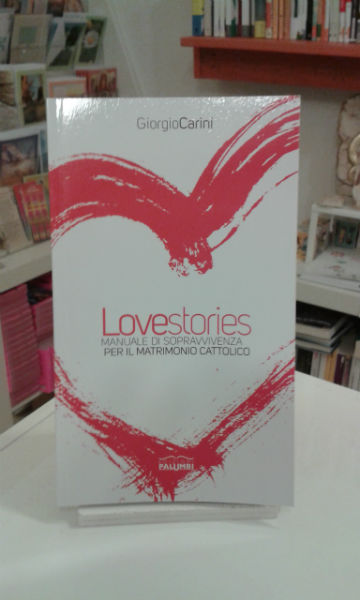 GiorgioCarini
Lovestories
MANUALE DI SOPRAVVIVENZA
PER IL MATRIMONIO CATTOLICO
PALUMBI